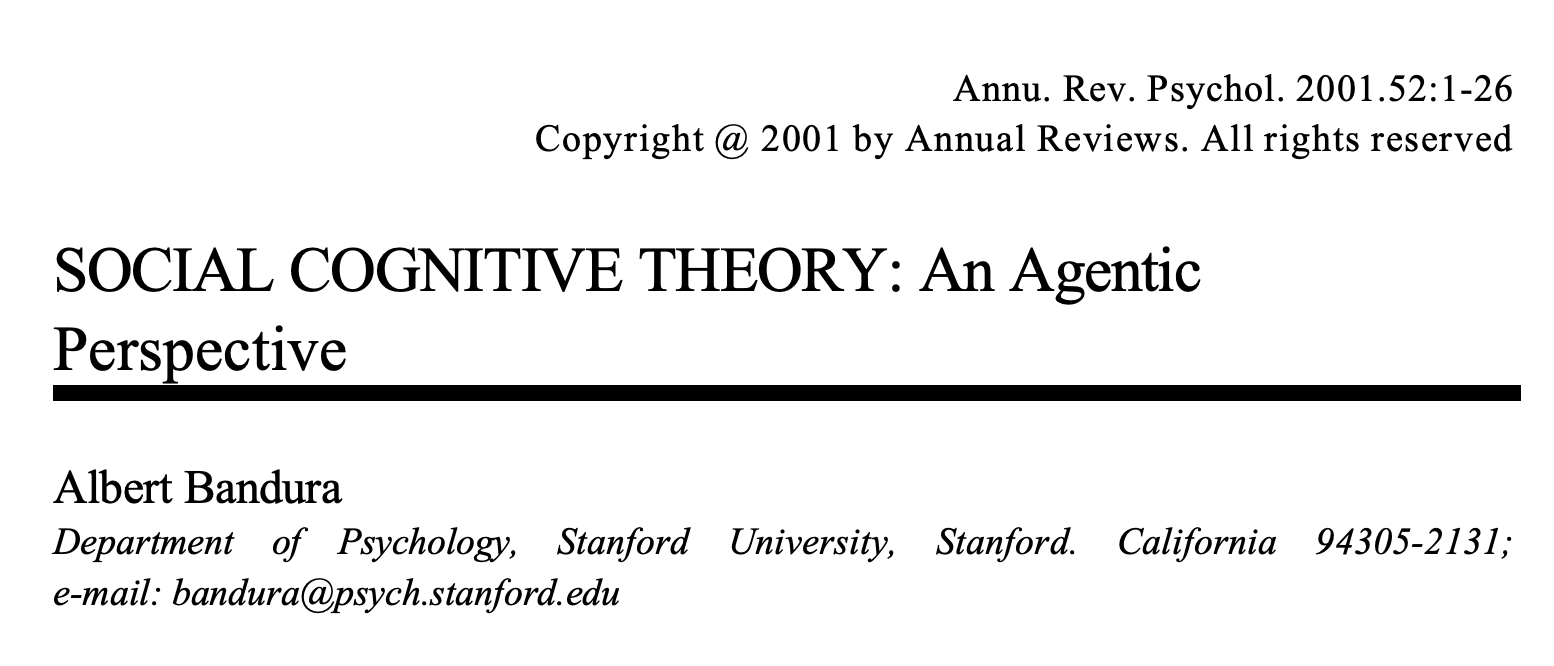 Annu. Rev. Psychol. 2001.52:1-26
Copyright @ 2001 by Annual Reviews. All rights reserved
SOCIAL COGNITIVE THEORY: An Agentic
Perspective
Albert Bandura
Department of Psychology, Stanford University, Stanford. California 94305-2131;
e-mail: bandura@psych.stanford.edu